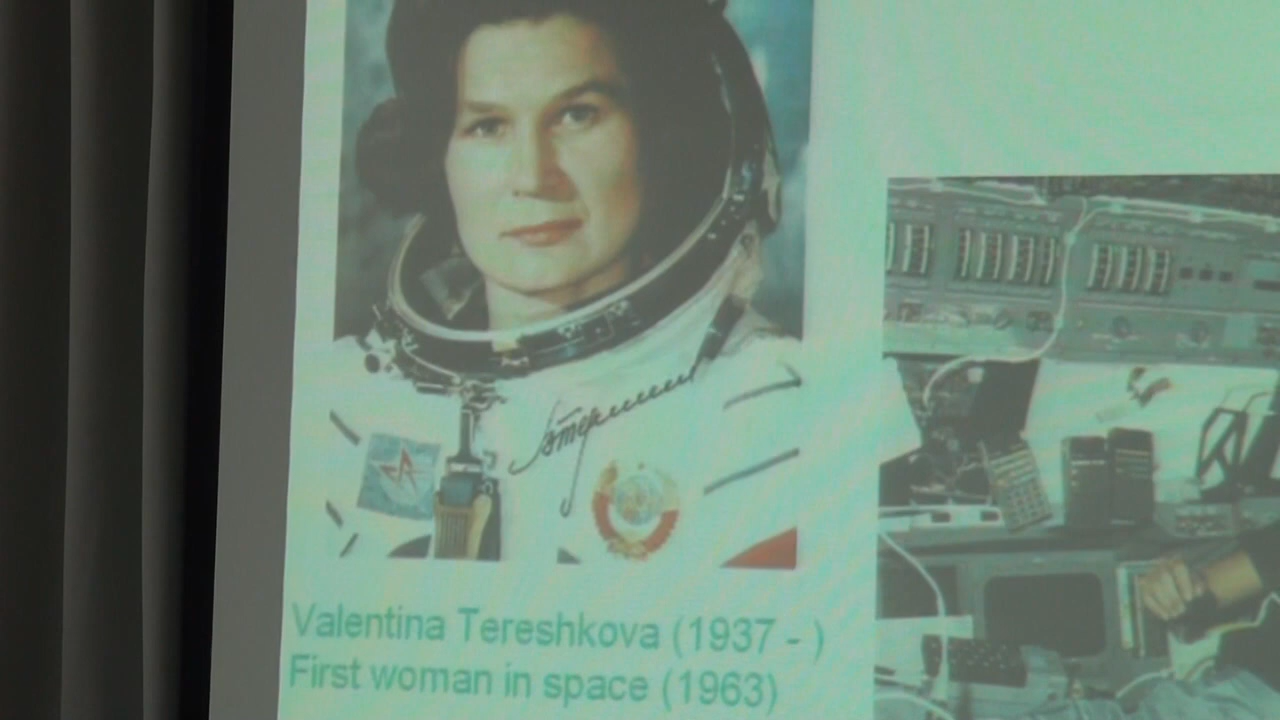 Valentina Tereshkova (1937 - )
First woman in space (1963)